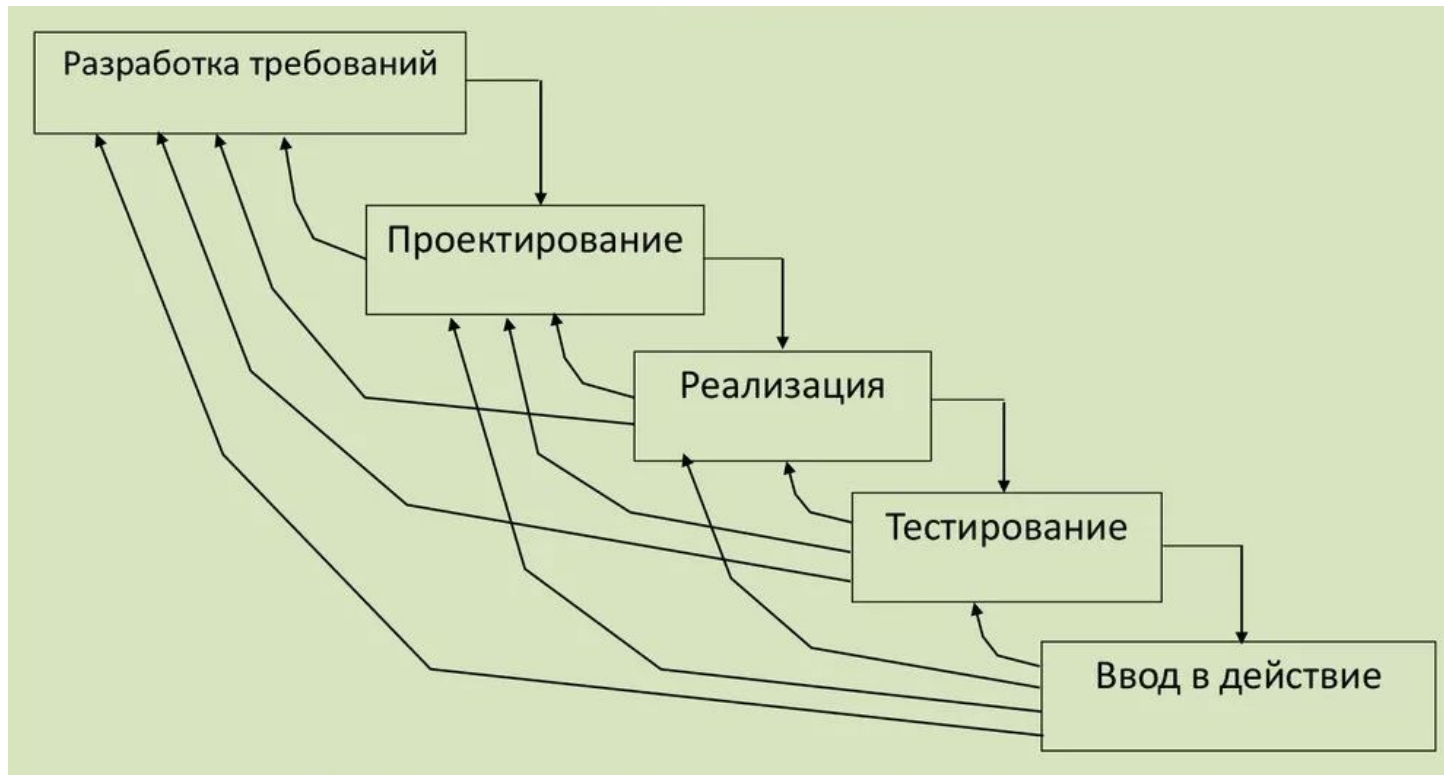 Разработка требований
Проектирование
Реализация
Тестирование
Ввод в действие